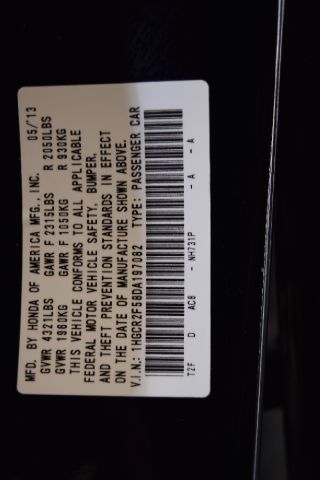 MFD. BY HONDA OF AMERICA MFG., INC. 05/'13
GVWR 4321LBS GAWR F 2315LBS R 2050LBS
GVWR 1960KG GAWR F 1050KG R 930KG
THIS VEHICLE CONFORMS TO ALL APPLICABLE
FEDERAL MOTOR VEHICLE SAFETY, BUMPER,
AND THEFT PREVENTION STANDARDS IN EFFECT
ON THE DATE OF MANUFACTURE SHOWN ABOVE.
V.I.N.: 1HGCR2F58DA197082 TYPE: PASSENGER CAR
T2F D AC8 - NH731P - A - A